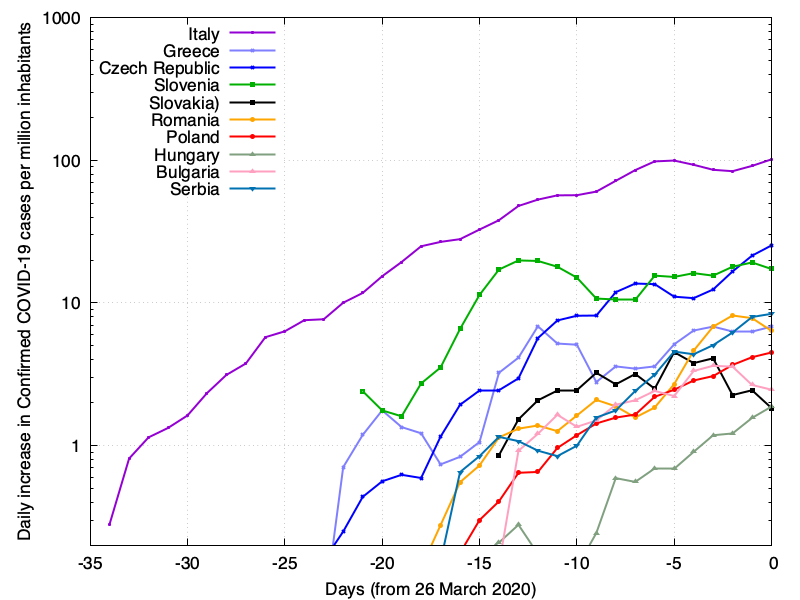 Daily increase in Confirmed COVID-19 cases per million inhabitants
1000
100
10
1
Italy
Greece
Czech Republic
Slovenia
Slovakia)
Romania
Poland
Hungary
Bulgaria
Serbia
-35 -30 -25 -20 -15 -10 -5 0
Days (from 26 March 2020)